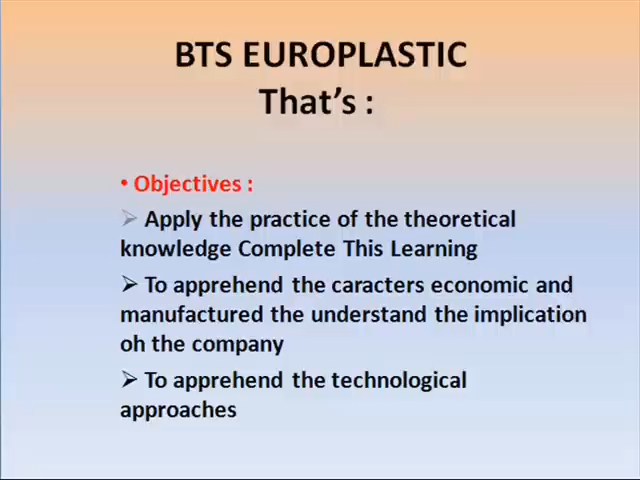 BTS EUROPLASTIC
That's :
• Objectives :
➢ Apply the practice of the theoretical
knowledge Complete This Learning
➢ To apprehend the caracters economic and
manufactured the understand the implication
oh the company
➢ To apprehend the technological
approaches